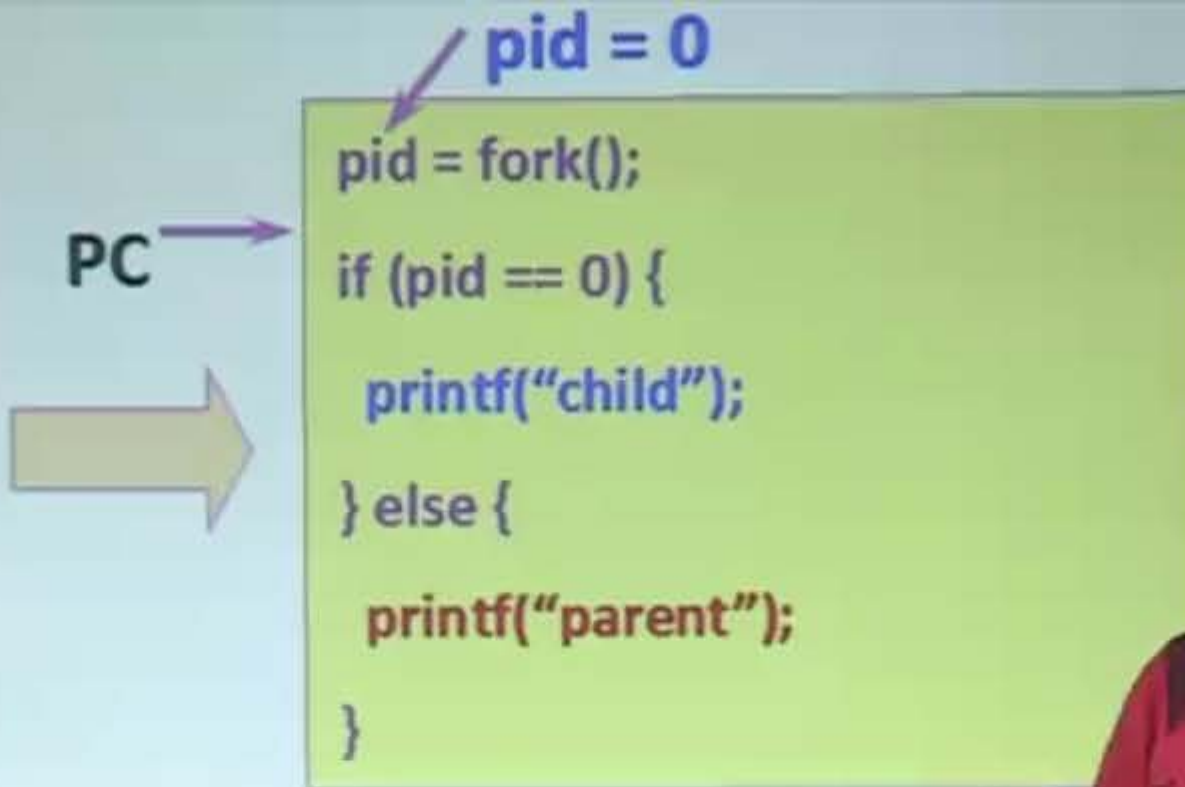 pid = 0
pid = fork();
PC
if (pid == 0) {
printf(“child”);
} else {
printf(“parent”);
}